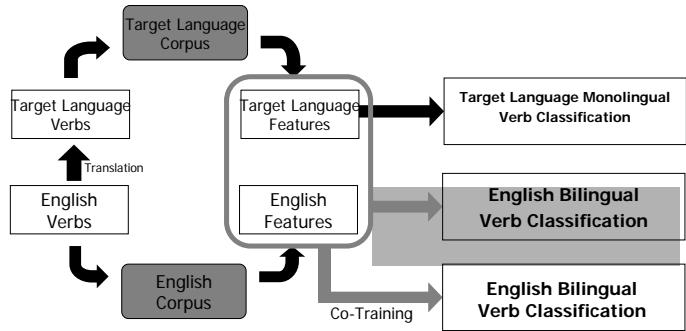 Target Language
Corpus
Target Language
Verbs
Target Language
Features
Target Language Monolingual
Verb Classification
Translation
English
Verbs
English
Features
English Bilingual
Verb Classification
English
Corpus
Co-Training
English Bilingual
Verb Classification